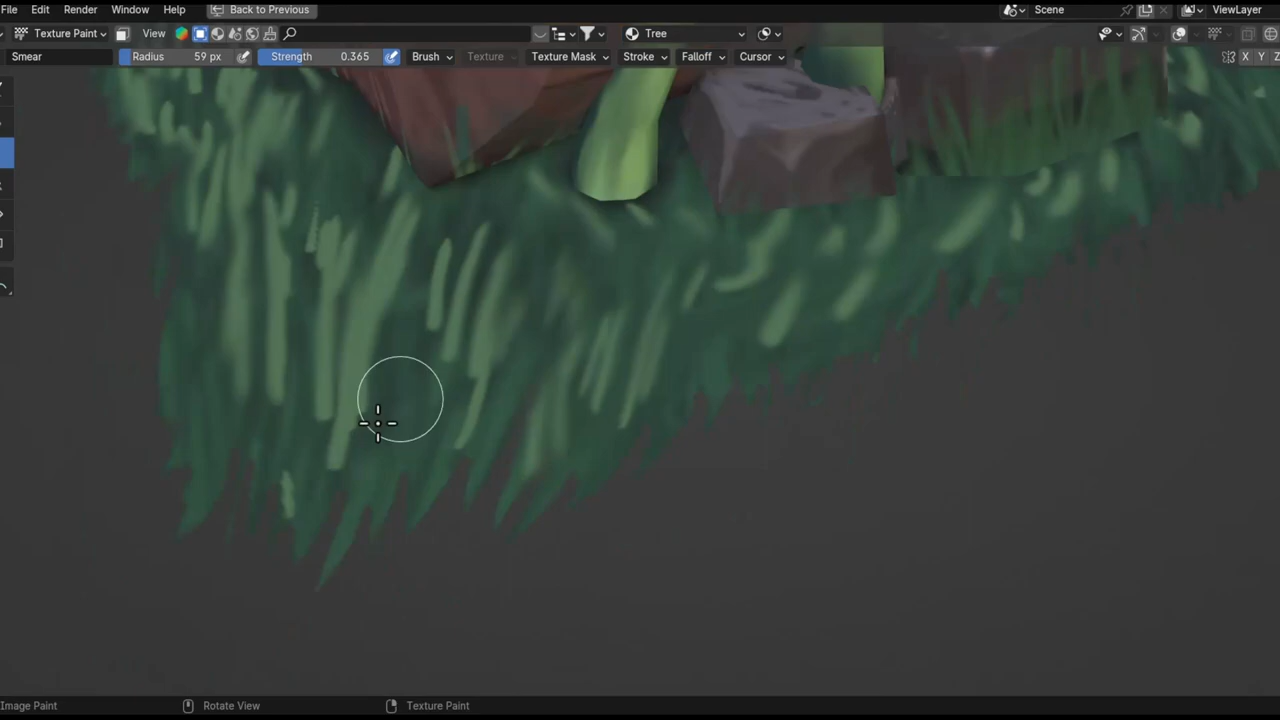 File Edit Render Window Help Back to Previous Scene ViewLayer
Texture Paint View Tree
Smear Radius 59 px Strength 0.365 Brush Texture Texture Mask Stroke Falloff Cursor X Y Z
Image Paint Rotate View Texture Paint